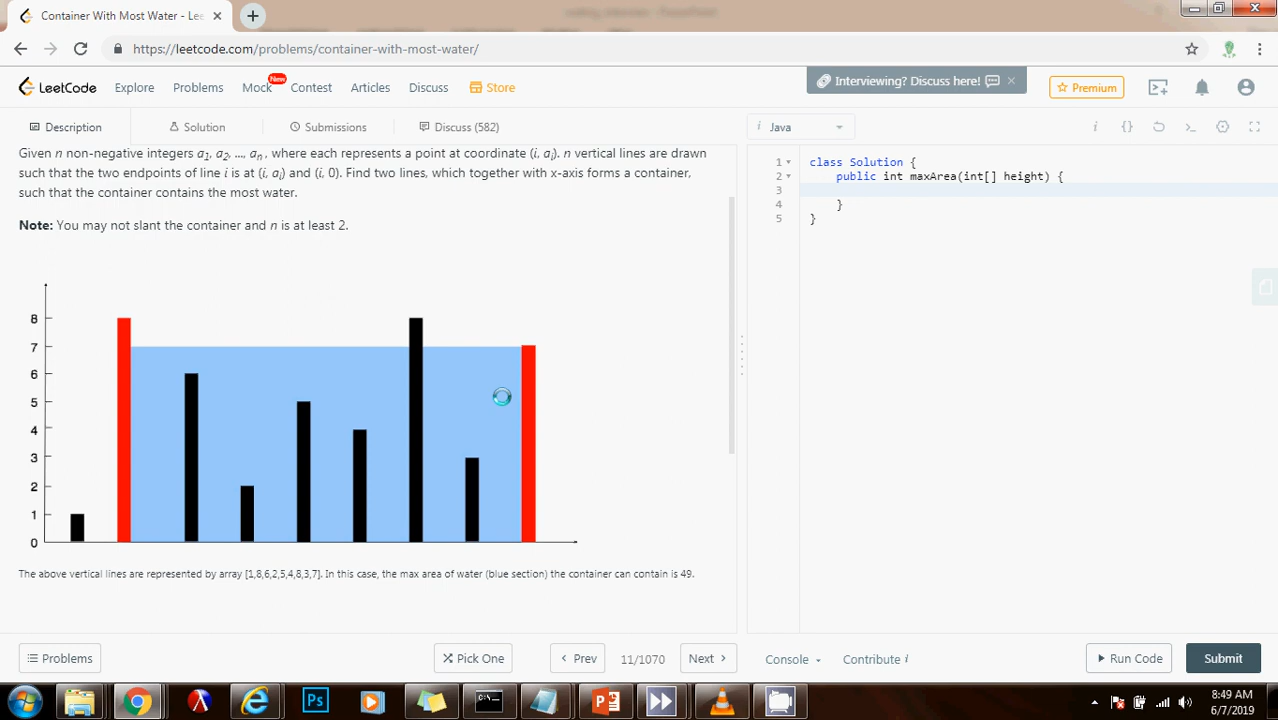 Container With Most Water - Lee
https://leetcode.com/problems/container-with-most-water/
LeetCode Explore Problems Mock New Contest Articles Discuss Store Interviewing? Discuss here! Premium
Description Solution Submissions Discuss (582)
Given n non-negative integers a1, a2, ..., an , where each represents a point at coordinate (i, ai). n vertical lines are drawn
such that the two endpoints of line i is at (i, ai) and (i, 0). Find two lines, which together with x-axis forms a container,
such that the container contains the most water.
Note: You may not slant the container and n is at least 2.
8
7
6
5
4
3
2
1
0
The above vertical lines are represented by array [1,8,6,2,5,4,8,3,7]. In this case, the max area of water (blue section) the container can contain is 49.
Problems Pick One Prev 11/1070 Next
i Java
1 class Solution {
2 public int maxArea(int[] height) {
3
4 }
5 }
Console Contribute i Run Code Submit
8:49 AM
6/7/2019